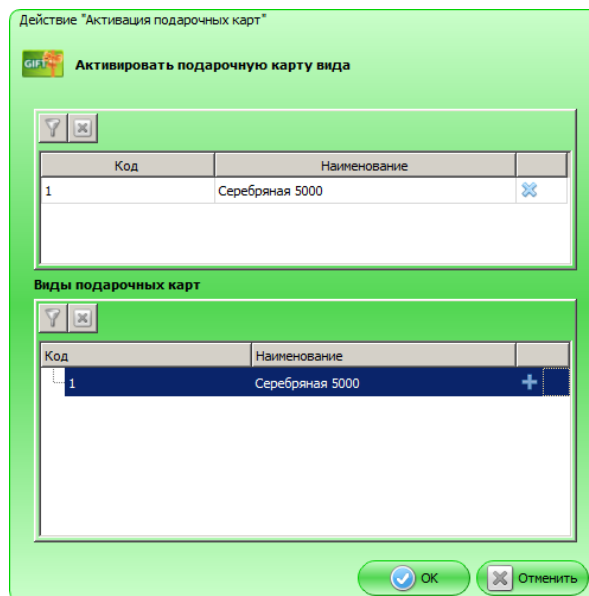 Действие "Активация подарочных карт"
GIFT Активировать подарочную карту вида
Код Наименование
1 Серебряная 5000
Виды подарочных карт
Код Наименование
1 Серебряная 5000
ОК Отменить